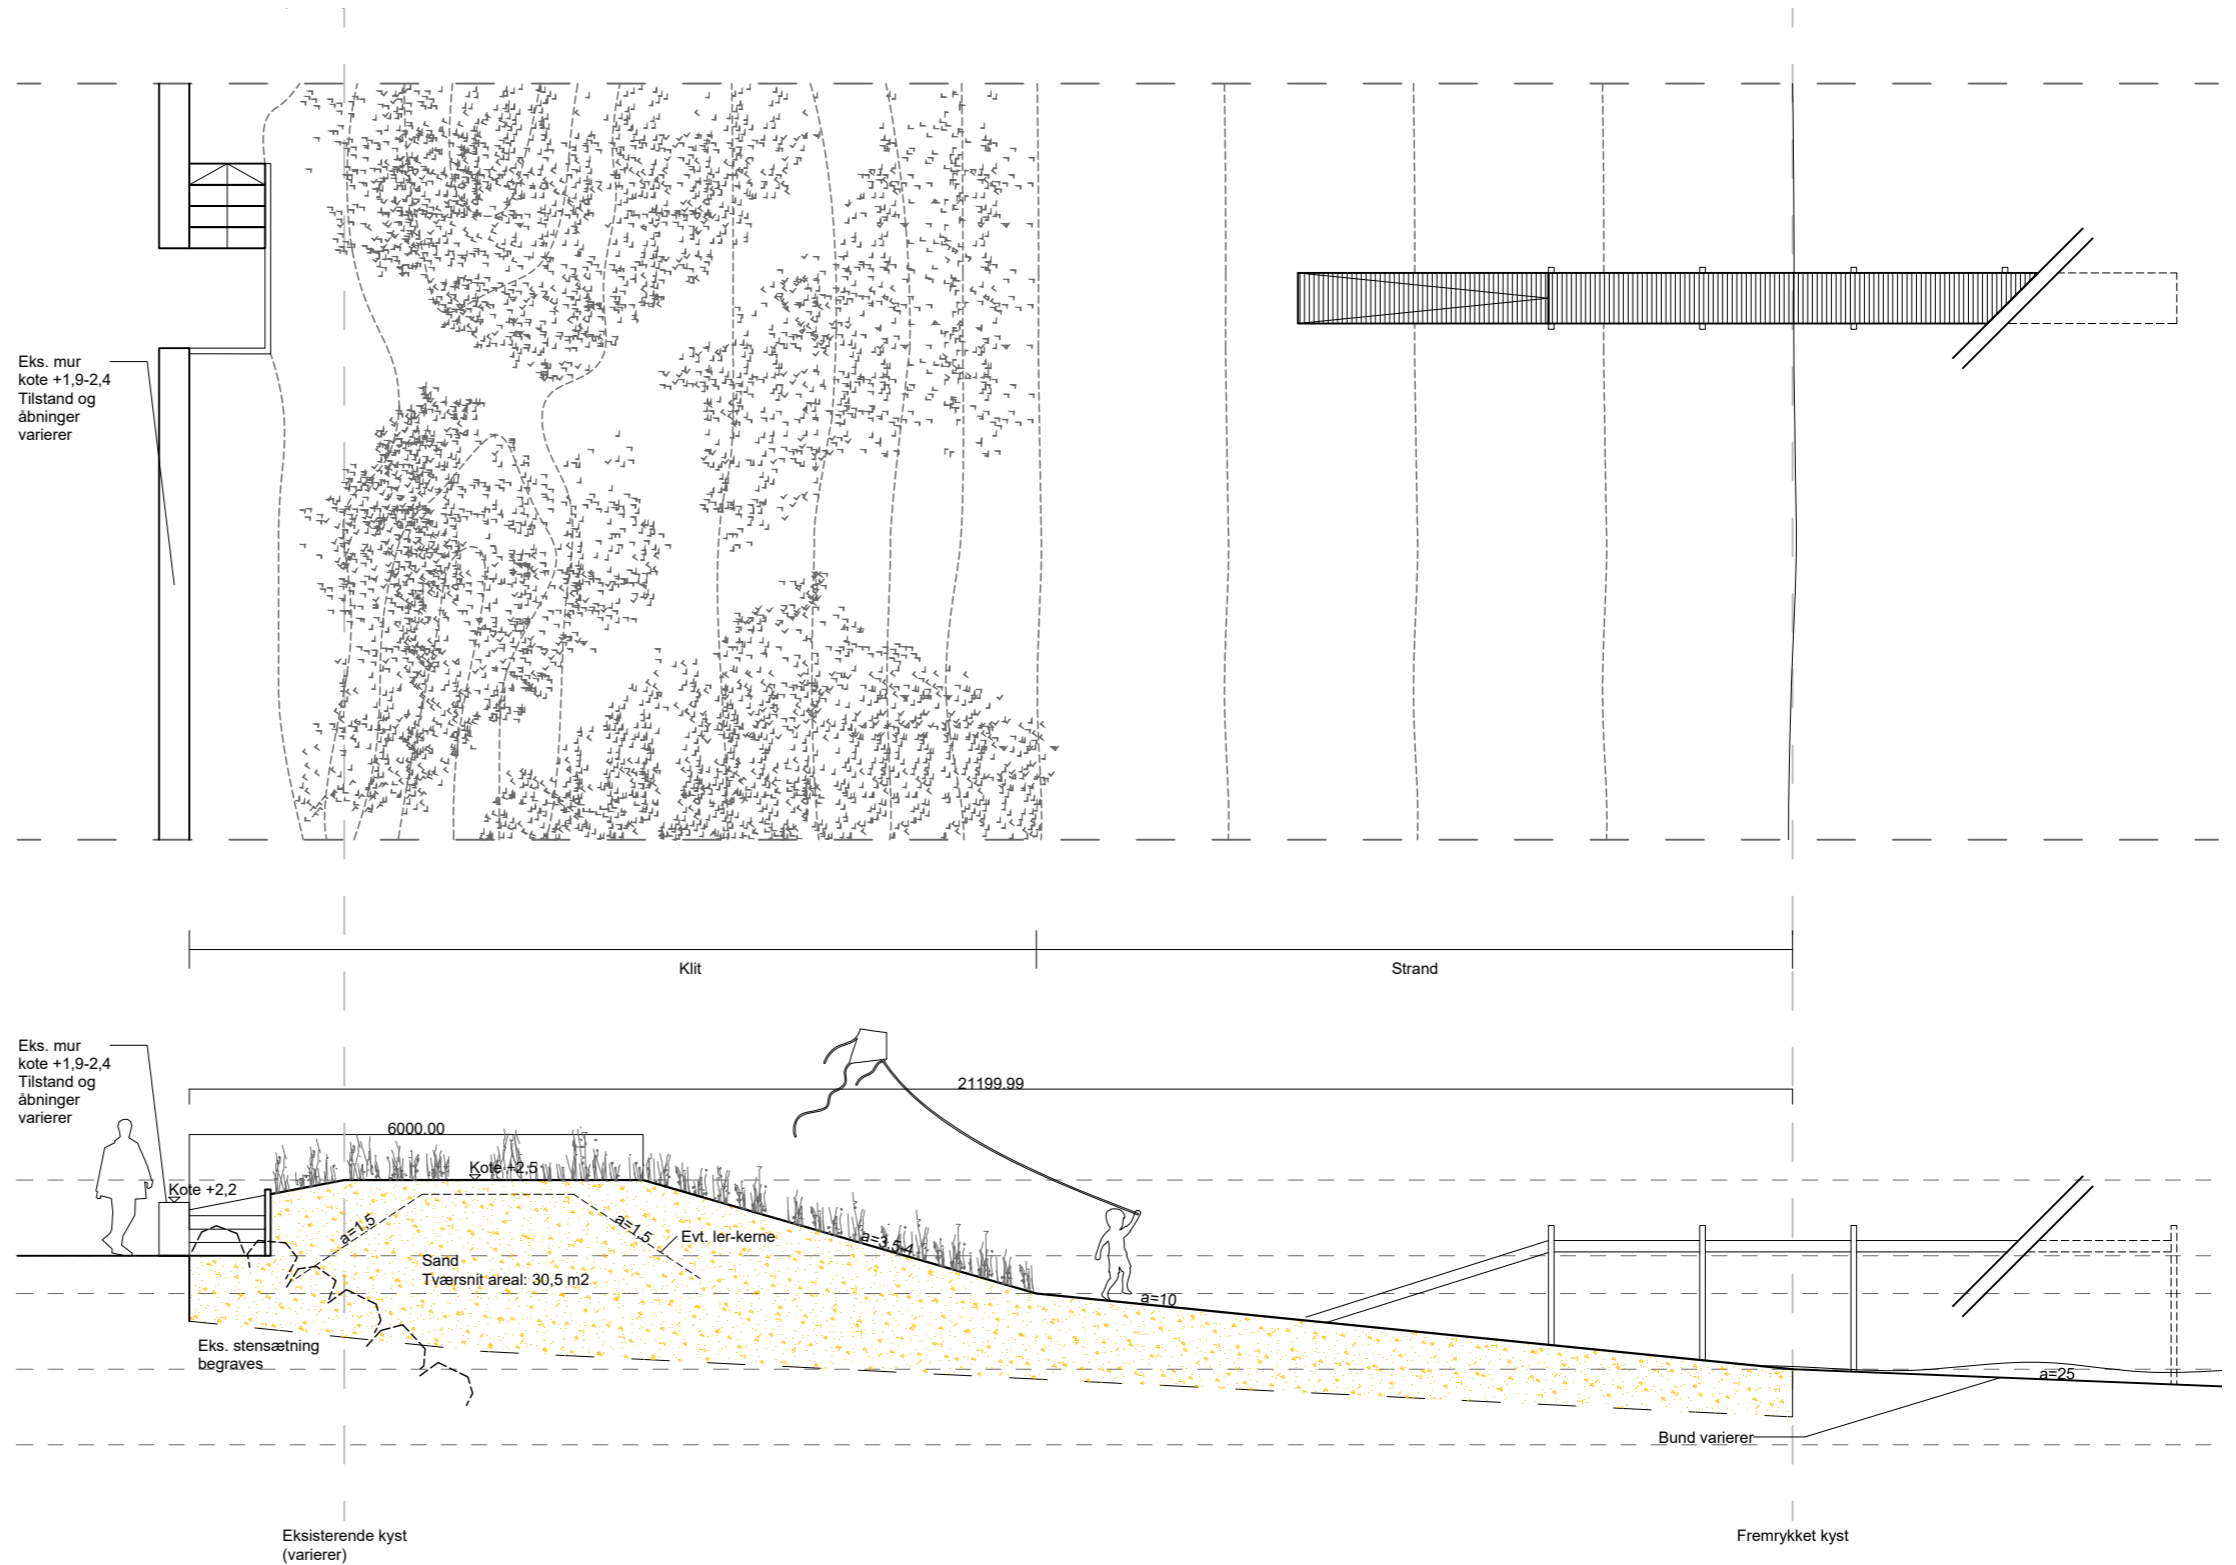 Eks. mur
kote +1,9-2,4
Tilstand og
åbninger
varierer
Klit
Strand
Eks. mur
kote +1,9-2,4
Tilstand og
åbninger
varierer
21199.99
6000.00
Kote +2,5
Kote +2,2
a=1,5
a=1,5
Evt. ler-kerne
a=3,5-4
Sand
Tværsnit areal: 30,5 m2
a=10
Eks. stensætning
begraves
a=25
Bund varierer
Eksisterende kyst
(varierer)
Fremrykket kyst